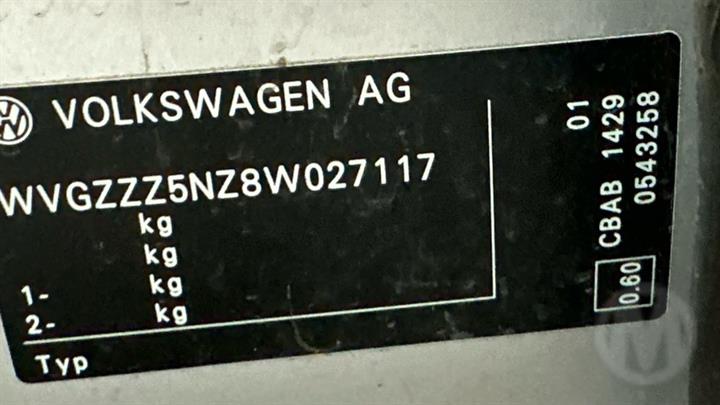 VOLKSWAGEN AG
WVGZZZ5NZ8W027117
kg
kg
1- kg
2- kg
Typ
01
CBAB 1429
0543258
0.60
M